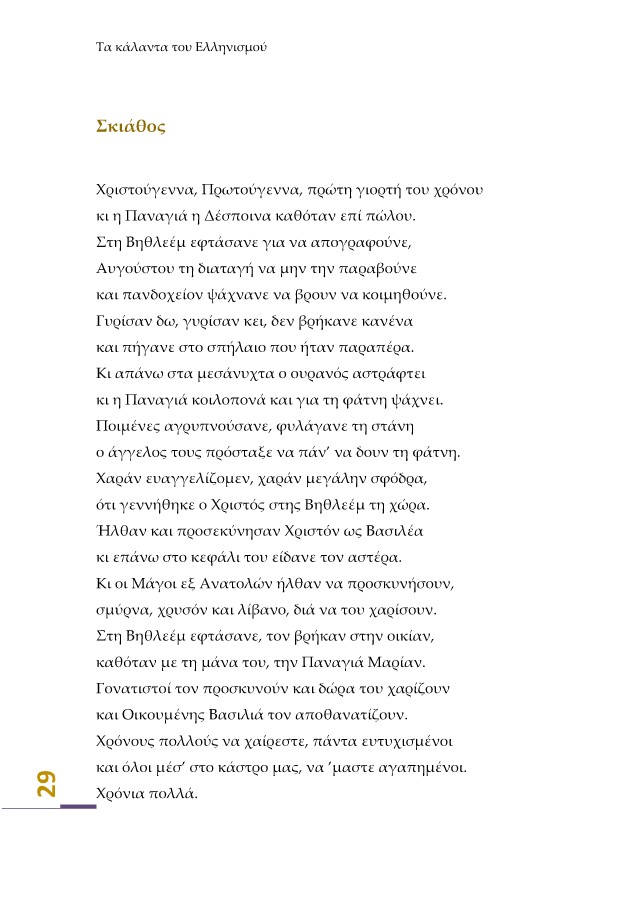 Τα κάλαντα του Ελληνισμού
Σκιάθος
Χριστούγεννα, Πρωτούγεννα, πρώτη γιορτή του χρόνου
κι η Παναγιά η Δέσποινα καθόταν επί πώλου.
Στη Βηθλεέμ εφτάσανε για να απογραφούνε,
Αυγούστου τη διαταγή να μην την παραβούνε
και πανδοχείον ψάχνανε να βρουν να κοιμηθούνε.
Γυρίσαν δω, γυρίσαν κει, δεν βρήκανε κανένα
και πήγανε στο σπήλαιο που ήταν παραπέρα.
Κι απάνω στα μεσάνυχτα ο ουρανός αστράφτει
κι η Παναγιά κοιλοπονά και για τη φάτνη ψάχνει.
Ποιμένες αγρυπνούσανε, φυλάγανε τη στάνη
ο άγγελος τους πρόσταξε να πάν’ να δουν τη φάτνη.
Χαράν ευαγγελίζομεν, χαράν μεγάλην σφόδρα,
ότι γεννήθηκε ο Χριστός στης Βηθλεέμ τη χώρα.
Ήλθαν και προσεκύνησαν Χριστόν ως Βασιλέα
κι επάνω στο κεφάλι του είδανε τον αστέρα.
Κι οι Μάγοι εξ Ανατολών ήλθαν να προσκυνήσουν,
σμύρνα, χρυσόν και λίβανο, διά να του χαρίσουν.
Στη Βηθλεέμ εφτάσανε, τον βρήκαν στην οικίαν,
καθόταν με τη μάνα του, την Παναγιά Μαρίαν.
Γονατιστοί τον προσκυνούν και δώρα του χαρίζουν
και Οικουμένης Βασιλιά τον αποθανατίζουν.
Χρόνους πολλούς να χαίρεστε, πάντα ευτυχισμένοι
και όλοι μέσ’ στο κάστρο μας, να ’μαστε αγαπημένοι.
Χρόνια πολλά.
29